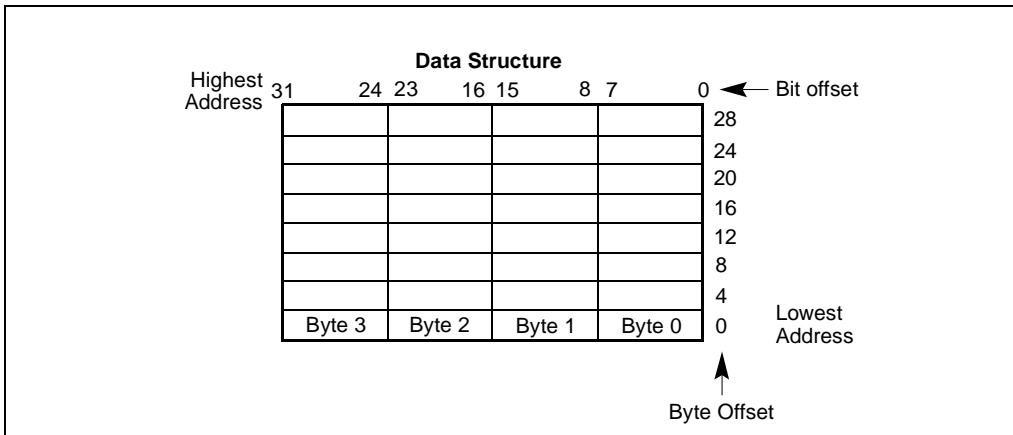 Data Structure
Highest
Address
31 24 23 16 15 8 7 0 Bit offset
28
24
20
16
12
8
4
Byte 3 Byte 2 Byte 1 Byte 0 0
Lowest
Address
Byte Offset